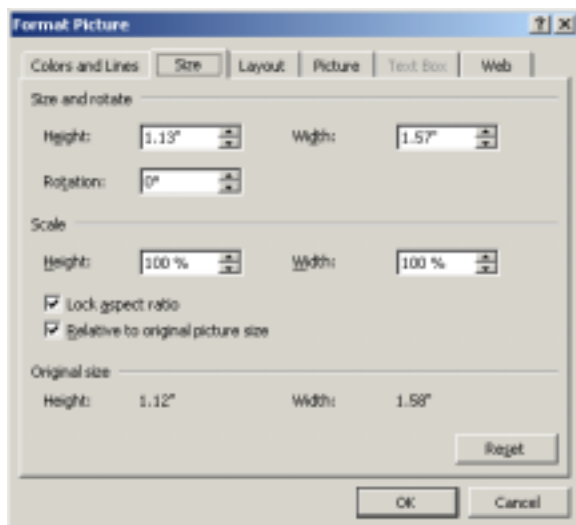 Format Picture
Colors and Lines Size Layout Picture Text Box Web
Size and rotate
Height: 1.13" Width: 1.57"
Rotation: 0°
Scale
Height: 100 % Width: 100 %
Lock aspect ratio
Relative to original picture size
Original size
Height: 1.12" Width: 1.58"
Reset
OK Cancel